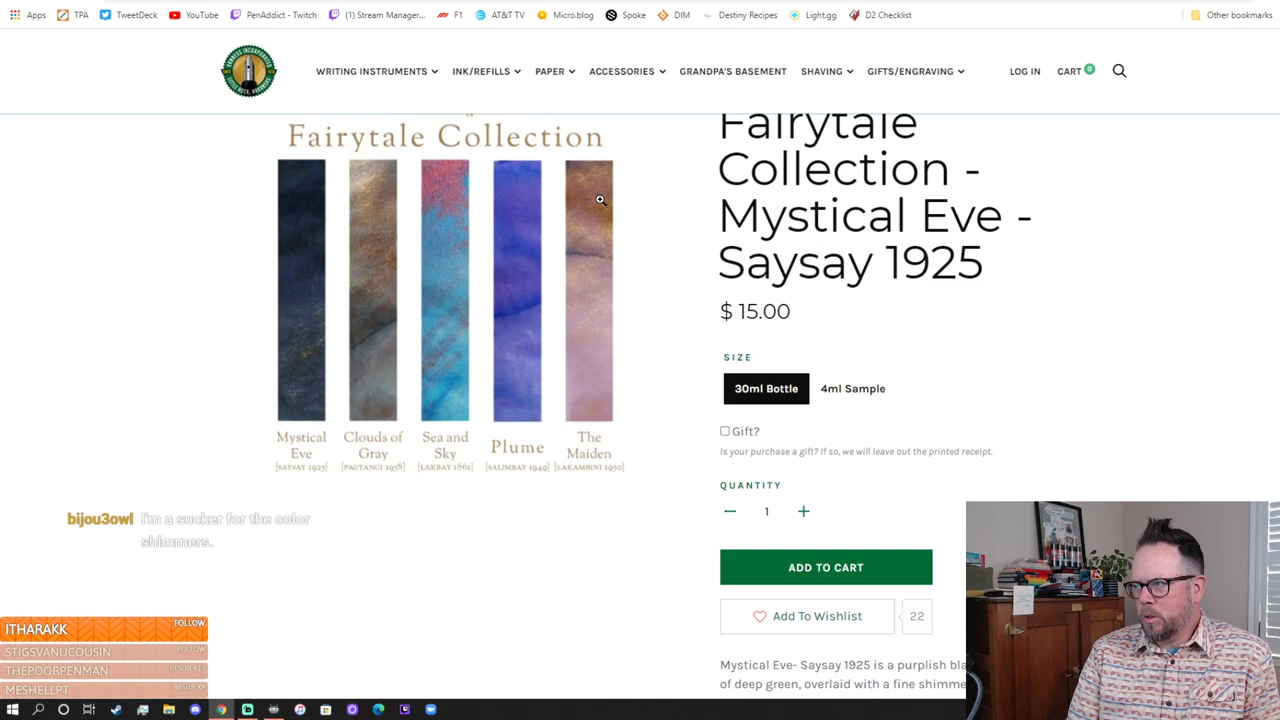 Apps
TPA
TweetDeck
YouTube
PenAddict - Twitch
(1) Stream Manager...
F1
AT&T TV
Micro.blog
Spoke
DIM
Destiny Recipes
Light.gg
D2 Checklist
Other bookmarks
WRITING INSTRUMENTS
INK/REFILLS
PAPER
ACCESSORIES
GRANDPA'S BASEMENT
SHAVING
GIFTS/ENGRAVING
LOG IN
CART 0
Fairytale Collection
Mystical Eve
[SAYSAY 1925]
Clouds of Gray
[PAGTANGI 1958]
Sea and Sky
[LAKBAY 1861]
Plume
[SALIMBAY 1949]
The Maiden
[LAKAMBINI 1950]
Fairytale
Collection -
Mystical Eve -
Saysay 1925
$ 15.00
SIZE
30ml Bottle 4ml Sample
Gift?
Is your purchase a gift? If so, we will leave out the printed receipt.
QUANTITY
− 1 +
ADD TO CART
Add To Wishlist 22
Mystical Eve- Saysay 1925 is a purplish bla
of deep green, overlaid with a fine shimme
bijou3owl I'm a sucker for the color
shimmers.
ITHARAKK FOLLOW
STIGSVANUCOUSIN FOLLOW
THEPOORPENMAN
MESHELLPT